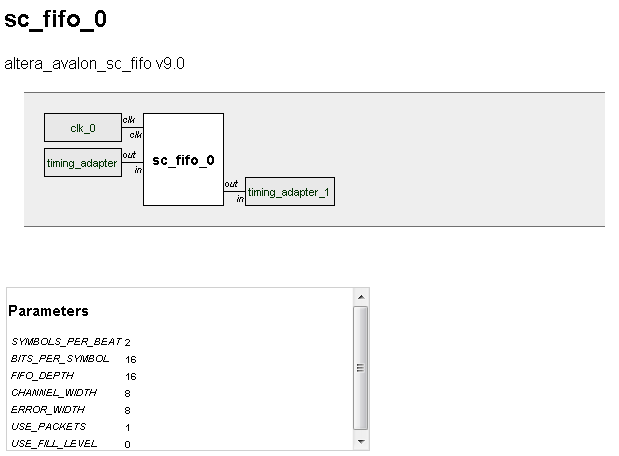 sc_fifo_0
altera_avalon_sc_fifo v9.0
clk_0
clk
clk
timing_adapter
out
in
sc_fifo_0
out
in
timing_adapter_1
Parameters
SYMBOLS_PER_BEAT 2
BITS_PER_SYMBOL 16
FIFO_DEPTH 16
CHANNEL_WIDTH 8
ERROR_WIDTH 8
USE_PACKETS 1
USE_FILL_LEVEL 0